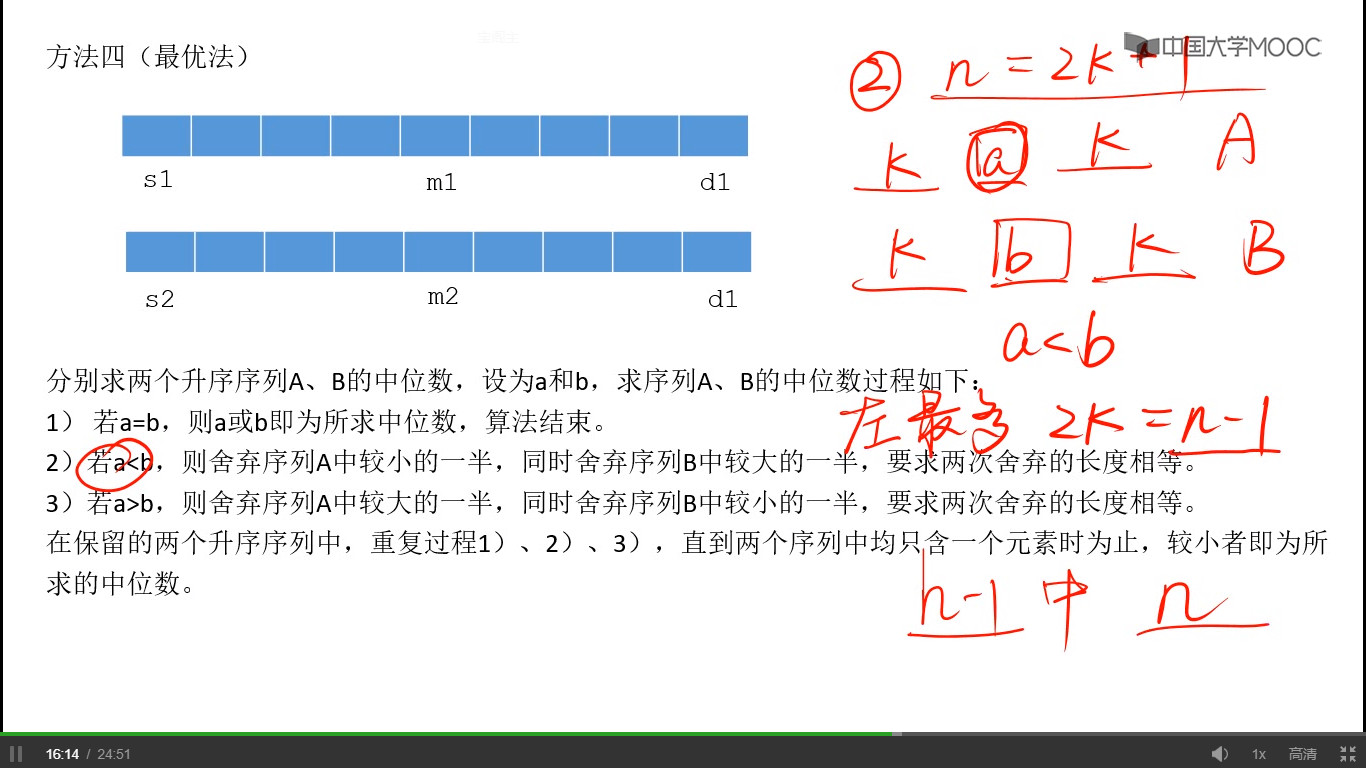 方法四（最优法）
中国大学MOOC
② n=2k+1
s1 m1 d1
k a k A
s2 m2 d1
k b k B
a<b
分别求两个升序序列A、B的中位数，设为a和b，求序列A、B的中位数过程如下：
1） 若a=b，则a或b即为所求中位数，算法结束。
左最多 2k=n-1
2）若a<b，则舍弃序列A中较小的一半，同时舍弃序列B中较大的一半，要求两次舍弃的长度相等。
3）若a>b，则舍弃序列A中较大的一半，同时舍弃序列B中较小的一半，要求两次舍弃的长度相等。
在保留的两个升序序列中，重复过程1）、2）、3），直到两个序列中均只含一个元素时为止，较小者即为所
求的中位数。
n-1 中 n
16:14 / 24:51
1x 高清